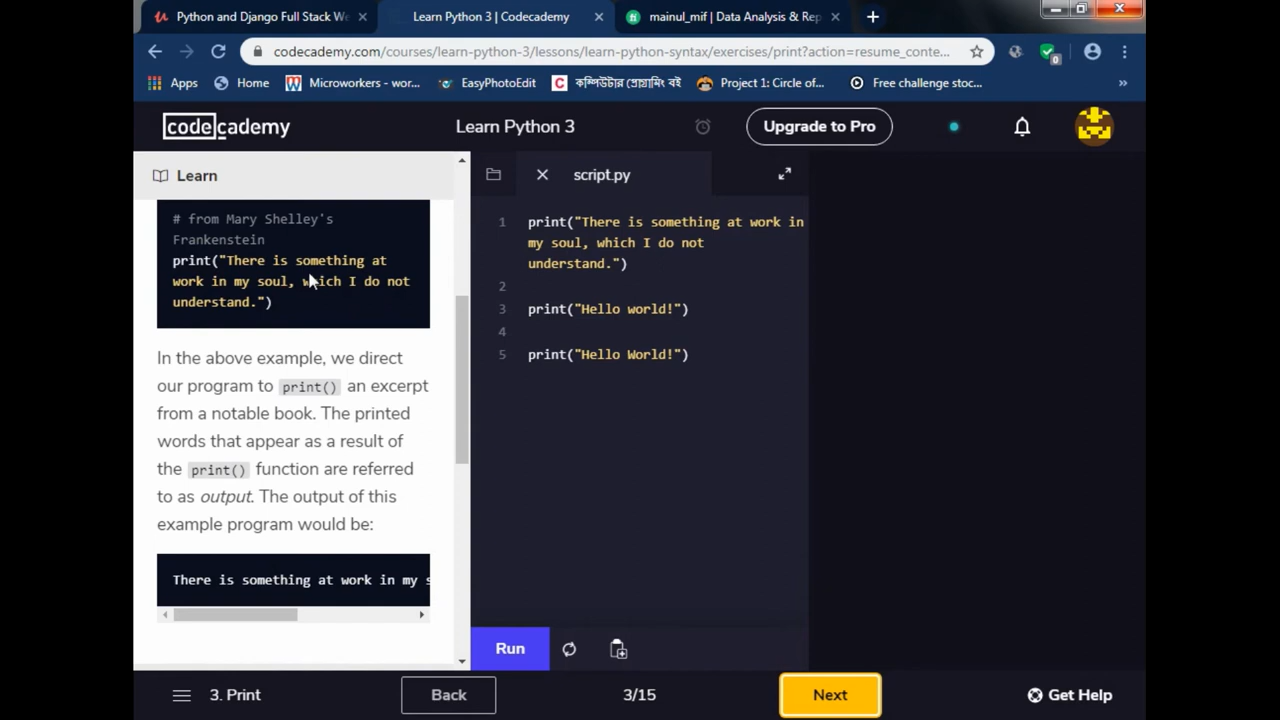 Python and Django Full Stack We
Learn Python 3 | Codecademy
mainul_mif | Data Analysis & Rep
codecademy.com/courses/learn-python-3/lessons/learn-python-syntax/exercises/print?action=resume_conte...
Apps
Home
Microworkers - wor...
EasyPhotoEdit
কম্পিউটার প্রোগ্রামিং বই
Project 1: Circle of...
Free challenge stoc...
»
codecademy
Learn Python 3
Upgrade to Pro
Learn
script.py
# from Mary Shelley's
Frankenstein
print("There is something at
work in my soul, which I do not
understand.")
In the above example, we direct
our program to print() an excerpt
from a notable book. The printed
words that appear as a result of
the print() function are referred
to as output. The output of this
example program would be:
There is something at work in my s
1 print("There is something at work in
my soul, which I do not
understand.")
2
3 print("Hello world!")
4
5 print("Hello World!")
Run
3. Print
Back
3/15
Next
Get Help